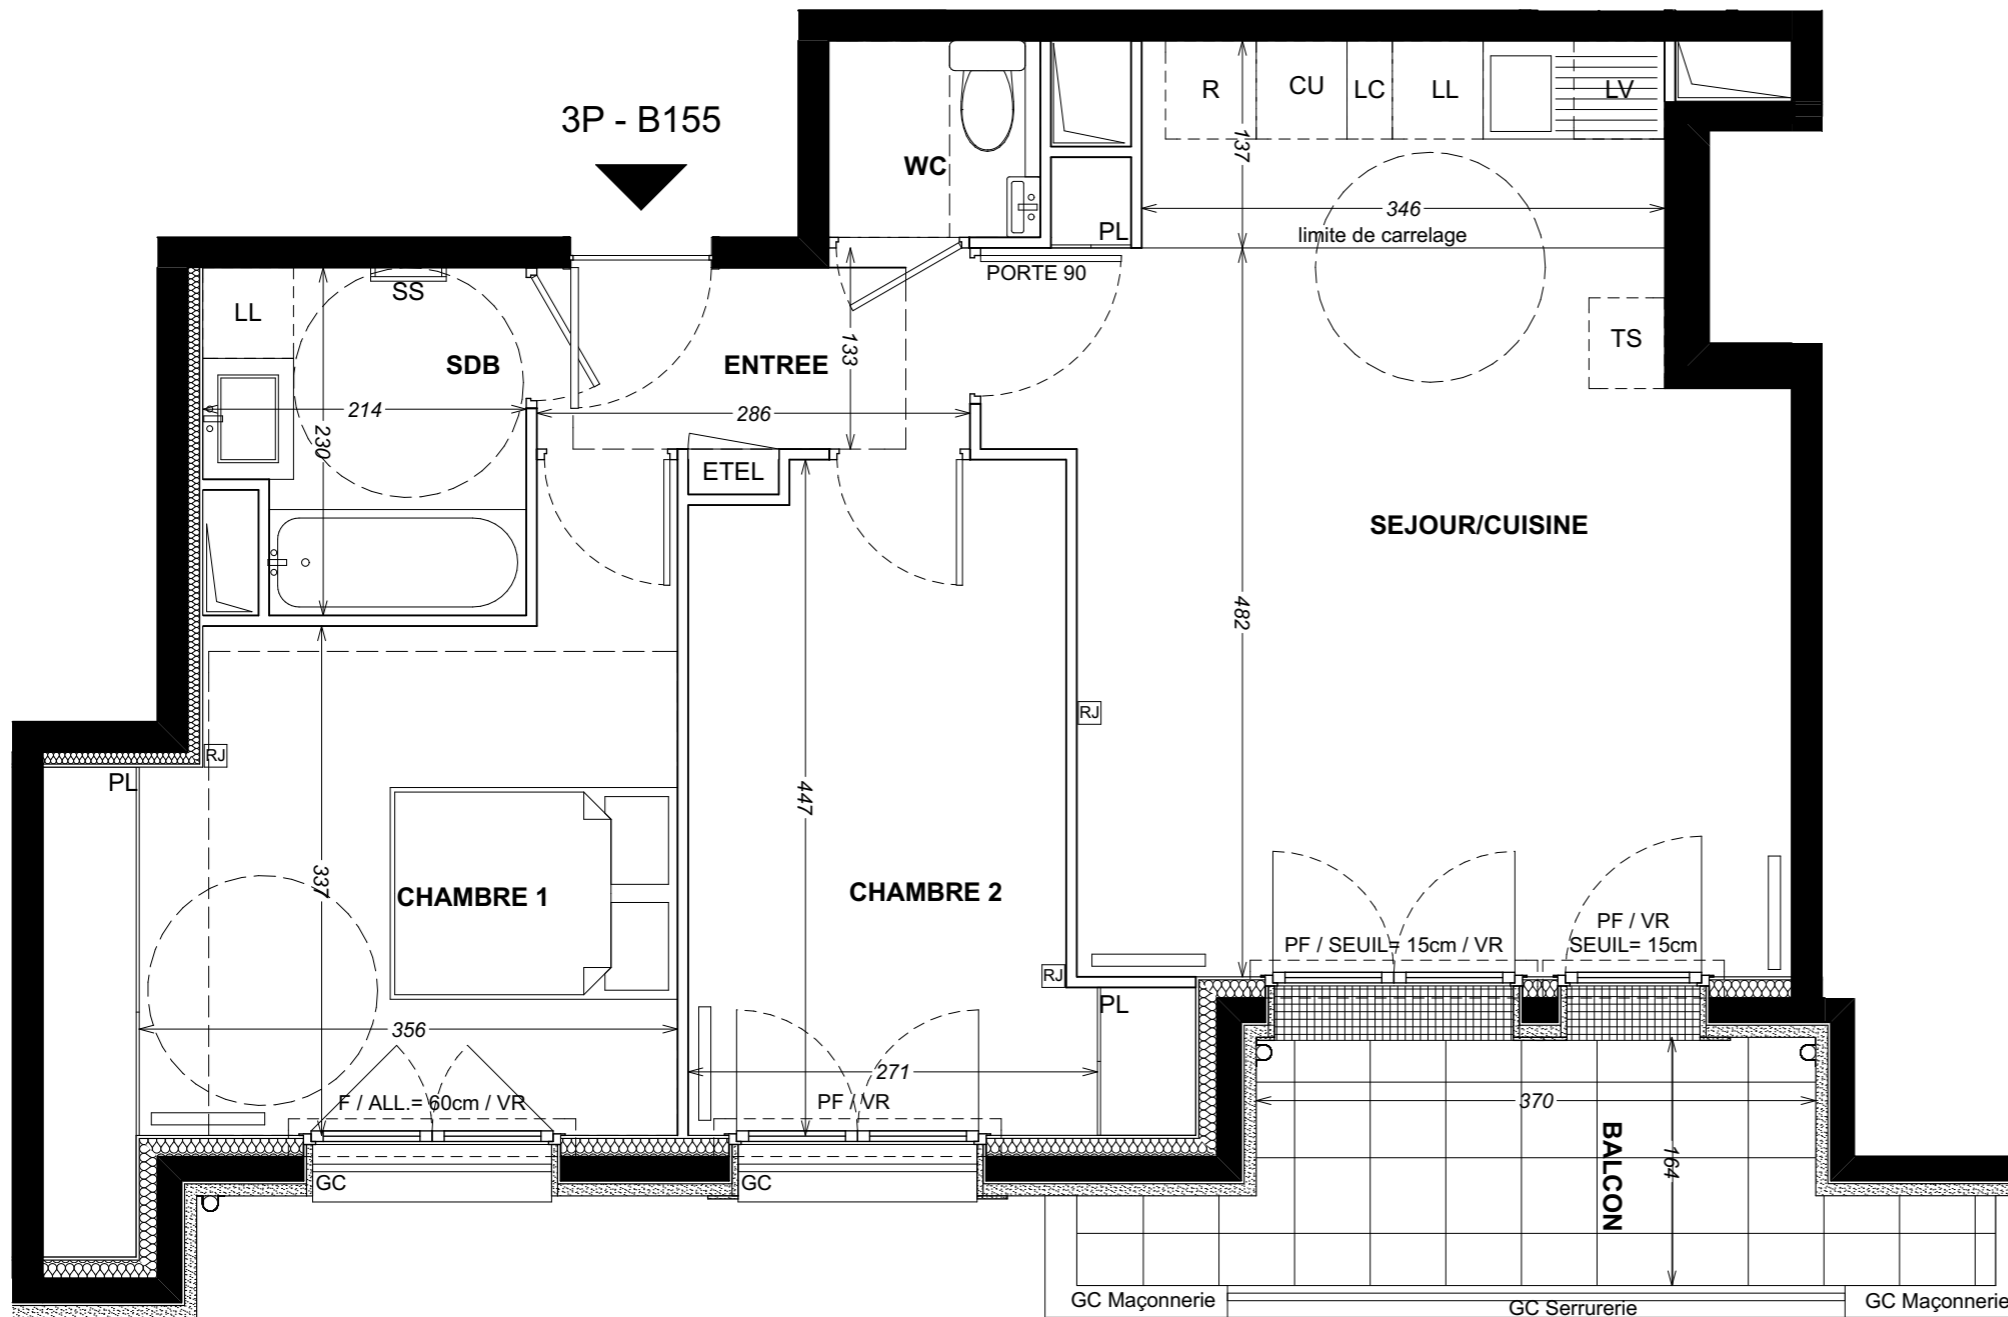 3P - B155
WC
PL
R
CU
LC
LL
LV
137
346
limite de carrelage
PORTE 90
TS
LL
SS
SDB
214
230
ENTREE
133
286
ETEL
SEJOUR/CUISINE
482
RJ
RJ
PL
447
337
CHAMBRE 1
CHAMBRE 2
RJ
PL
PF / SEUIL= 15cm / VR
PF / VR
SEUIL= 15cm
356
271
F / ALL.= 60cm / VR
PF / VR
370
BALCON
164
GC
GC
GC Maçonnerie
GC Serrurerie
GC Maçonnerie